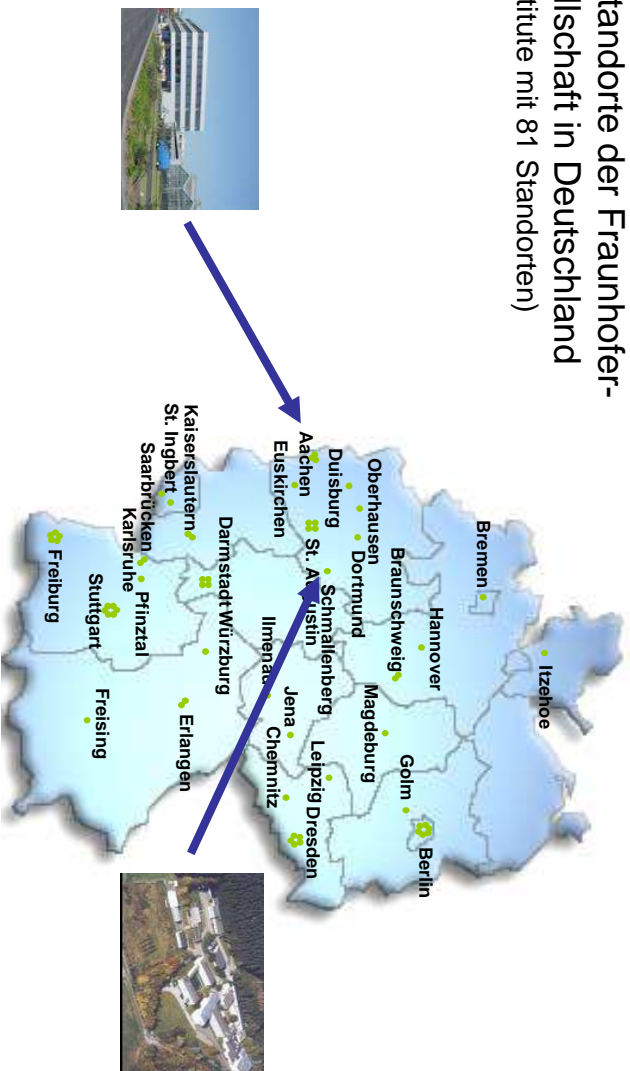 tandorte der Fraunhofer-
llschaft in Deutschland
titute mit 81 Standorten)
Itzehoe
Bremen
Hannover
Berlin
Golm
Braunschweig
Magdeburg
Oberhausen
Dortmund
Duisburg
Schmallenberg
St.
Aachen
Euskirchen
Leipzig
Dresden
Jena
Ilmenau
Chemnitz
Darmstadt
Würzburg
Kaiserslautern
St. Ingbert
Saarbrücken
Erlangen
Karlsruhe
Pfinztal
Stuttgart
Freising
Freiburg